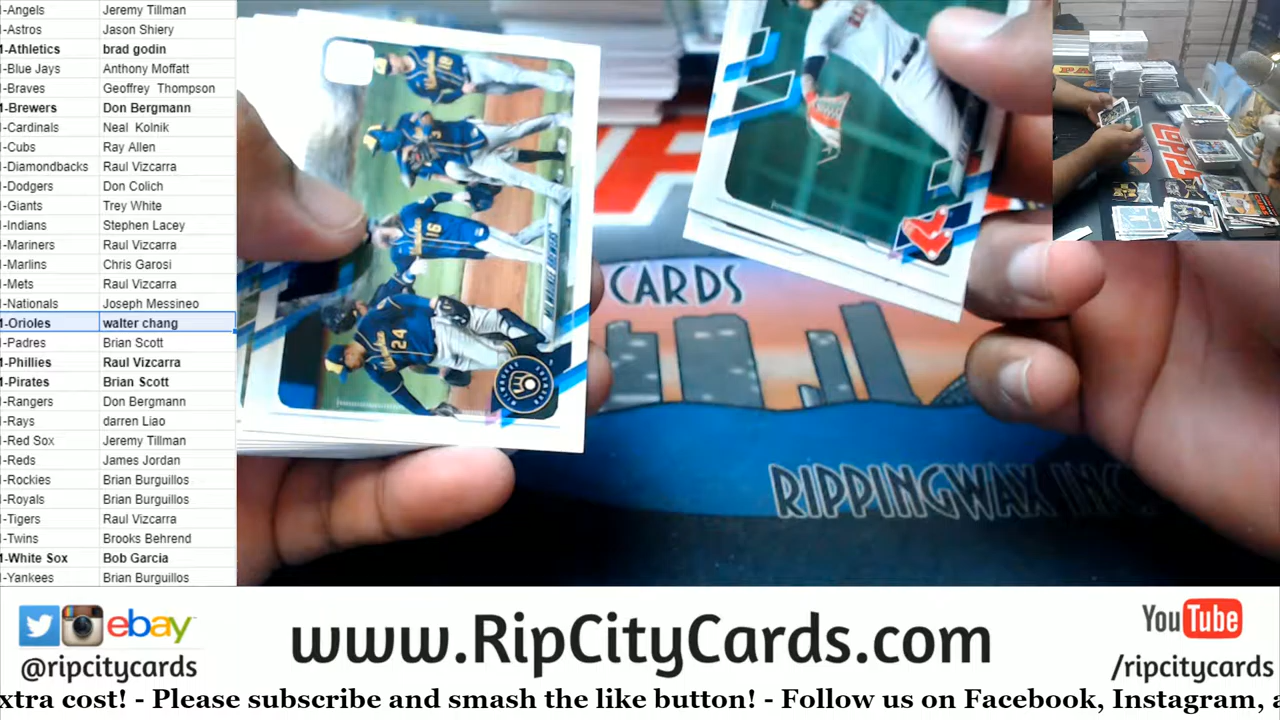 I-Angels Jeremy Tillman
I-Astros Jason Shiery
I-Athletics brad godin
I-Blue Jays Anthony Moffatt
I-Braves Geoffrey Thompson
I-Brewers Don Bergmann
I-Cardinals Neal Kolnik
I-Cubs Ray Allen
I-Diamondbacks Raul Vizcarra
I-Dodgers Don Colich
I-Giants Trey White
I-Indians Stephen Lacey
I-Mariners Raul Vizcarra
I-Marlins Chris Garosi
I-Mets Raul Vizcarra
I-Nationals Joseph Messineo
I-Orioles walter chang
I-Padres Brian Scott
I-Phillies Raul Vizcarra
I-Pirates Brian Scott
I-Rangers Don Bergmann
I-Rays darren Liao
I-Red Sox Jeremy Tillman
I-Reds James Jordan
I-Rockies Brian Burguillos
I-Royals Brian Burguillos
I-Tigers Raul Vizcarra
I-Twins Brooks Behrend
I-White Sox Bob Garcia
I-Yankees Brian Burguillos
16
24
CARDS
RIPPINGWAX INC
TOPPS
ebay
@ripcitycards
www.RipCityCards.com
YouTube
/ripcitycards
xtra cost! - Please subscribe and smash the like button! - Follow us on Facebook, Instagram, a